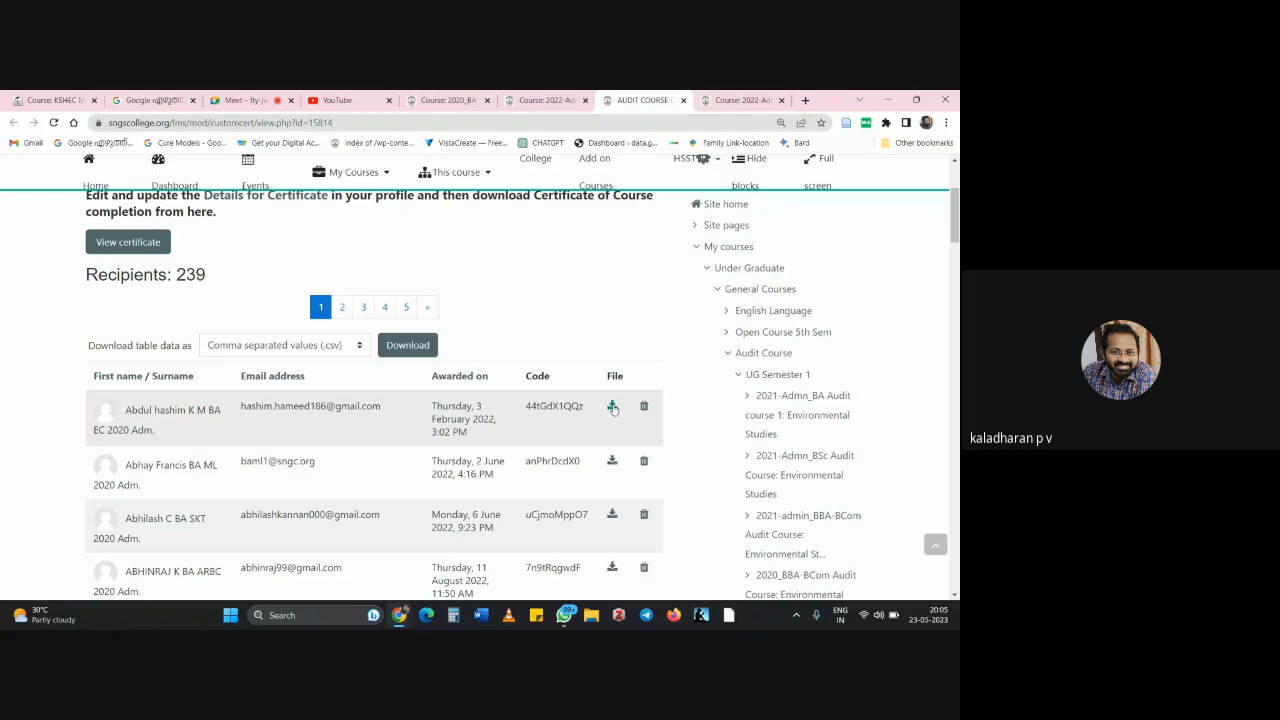 Course: KSHEC M
Google എഴുത്ത്
Meet – fty-j
YouTube
Course: 2020_BA
Course: 2022-Ad
AUDIT COURSE
Course: 2022-Ad
sngscollege.org/lms/mod/customcert/view.php?id=15814
Gmail
Cure Models - Goo...
Get your Digital Ac...
Index of /wp-conte...
VistaCreate — Free...
CHATGPT
Dashboard - data.g...
Family Link-location
Bard
Other bookmarks
Home
Dashboard
Events
My Courses
This course
College
Add on
Courses
HSSTTP
Hide
blocks
Full
screen
Edit and update the Details for Certificate in your profile and then download Certificate of Course
completion from here.
View certificate
Recipients: 239
1 2 3 4 5 »
Download table data as
Comma separated values (.csv)
Download
First name / Surname
Email address
Awarded on
Code
File
Abdul hashim K M BA
EC 2020 Adm.
hashim.hameed186@gmail.com
Thursday, 3
February 2022,
3:02 PM
44tGdX1QQz
Abhay Francis BA ML
2020 Adm.
baml1@sngc.org
Thursday, 2 June
2022, 4:16 PM
anPhrDcdX0
Abhilash C BA SKT
2020 Adm.
abhilashkannan000@gmail.com
Monday, 6 June
2022, 9:23 PM
uCjmoMppO7
ABHINRAJ K BA ARBC
2020 Adm.
abhinraj99@gmail.com
Thursday, 11
August 2022,
11:50 AM
7n9tRqgwdF
Site home
Site pages
My courses
Under Graduate
General Courses
English Language
Open Course 5th Sem
Audit Course
UG Semester 1
2021-Admn_BA Audit
course 1: Environmental
Studies
2021-Admn_BSc Audit
Course: Environmental
Studies
2021-admin_BBA-BCom
Audit Course:
Environmental St...
2020_BBA-BCom Audit
Course: Environmental
kaladharan p v
30°C
Partly cloudy
Search
99+
ENG
IN
20:05
23-05-2023